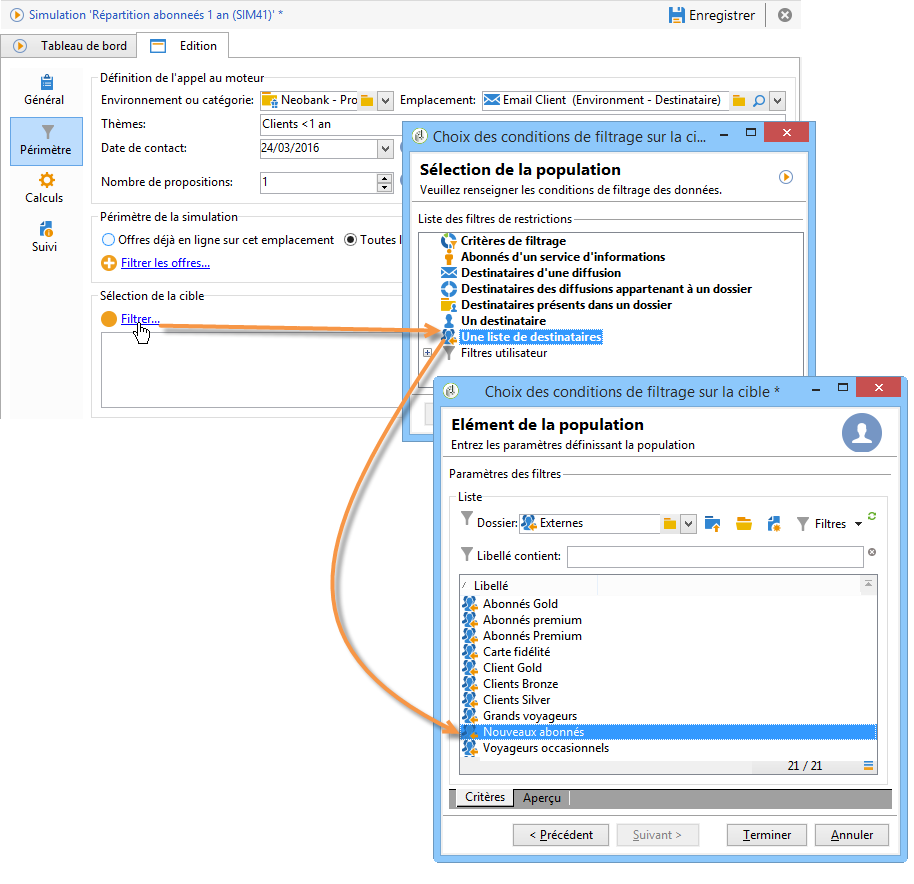 Simulation 'Répartition abonneés 1 an (SIM41)' *
Enregistrer
Tableau de bord
Edition
Général
Périmètre
Calculs
Suivi
Définition de l'appel au moteur
Environnement ou catégorie: Neobank - Pro Emplacement: Email Client (Environment - Destinataire)
Thèmes: Clients <1 an
Date de contact: 24/03/2016
Nombre de propositions: 1
Périmètre de la simulation
Offres déjà en ligne sur cet emplacement Toutes l
Filtrer les offres...
Sélection de la cible
Filtrer...
Choix des conditions de filtrage sur la ci...
Sélection de la population
Veuillez renseigner les conditions de filtrage des données.
Liste des filtres de restrictions
Critères de filtrage
Abonnés d'un service d'informations
Destinataires d'une diffusion
Destinataires des diffusions appartenant à un dossier
Destinataires présents dans un dossier
Un destinataire
Une liste de destinataires
Filtres utilisateur
Choix des conditions de filtrage sur la cible *
Elément de la population
Entrez les paramètres définissant la population
Paramètres des filtres
Liste
Dossier: Externes Filtres
Libellé contient:
Libellé
Abonnés Gold
Abonnés premium
Abonnés Premium
Carte fidélité
Client Gold
Clients Bronze
Clients Silver
Grands voyageurs
Nouveaux abonnés
Voyageurs occasionnels
21 / 21
Critères Aperçu
< Précédent Suivant > Terminer Annuler